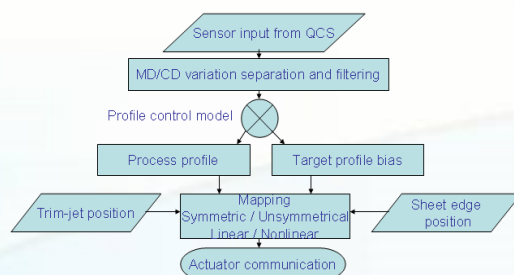 Sensor input from QCS
MD/CD variation separation and filtering
Profile control model
Process profile
Target profile bias
Trim-jet position
Mapping
Symmetric / Unsymmetrical
Linear / Nonlinear
Sheet edge
position
Actuator communication